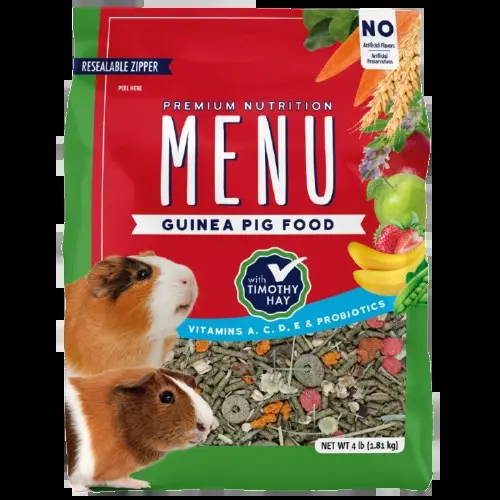 RESEALABLE ZIPPER
PEEL HERE
NO
Artificial Flavors
Artificial
Preservatives
PREMIUM NUTRITION
MENU
GUINEA PIG FOOD
with
TIMOTHY
HAY
VITAMINS A, C, D, E & PROBIOTICS
NET WT 4 lb (1.81 kg)